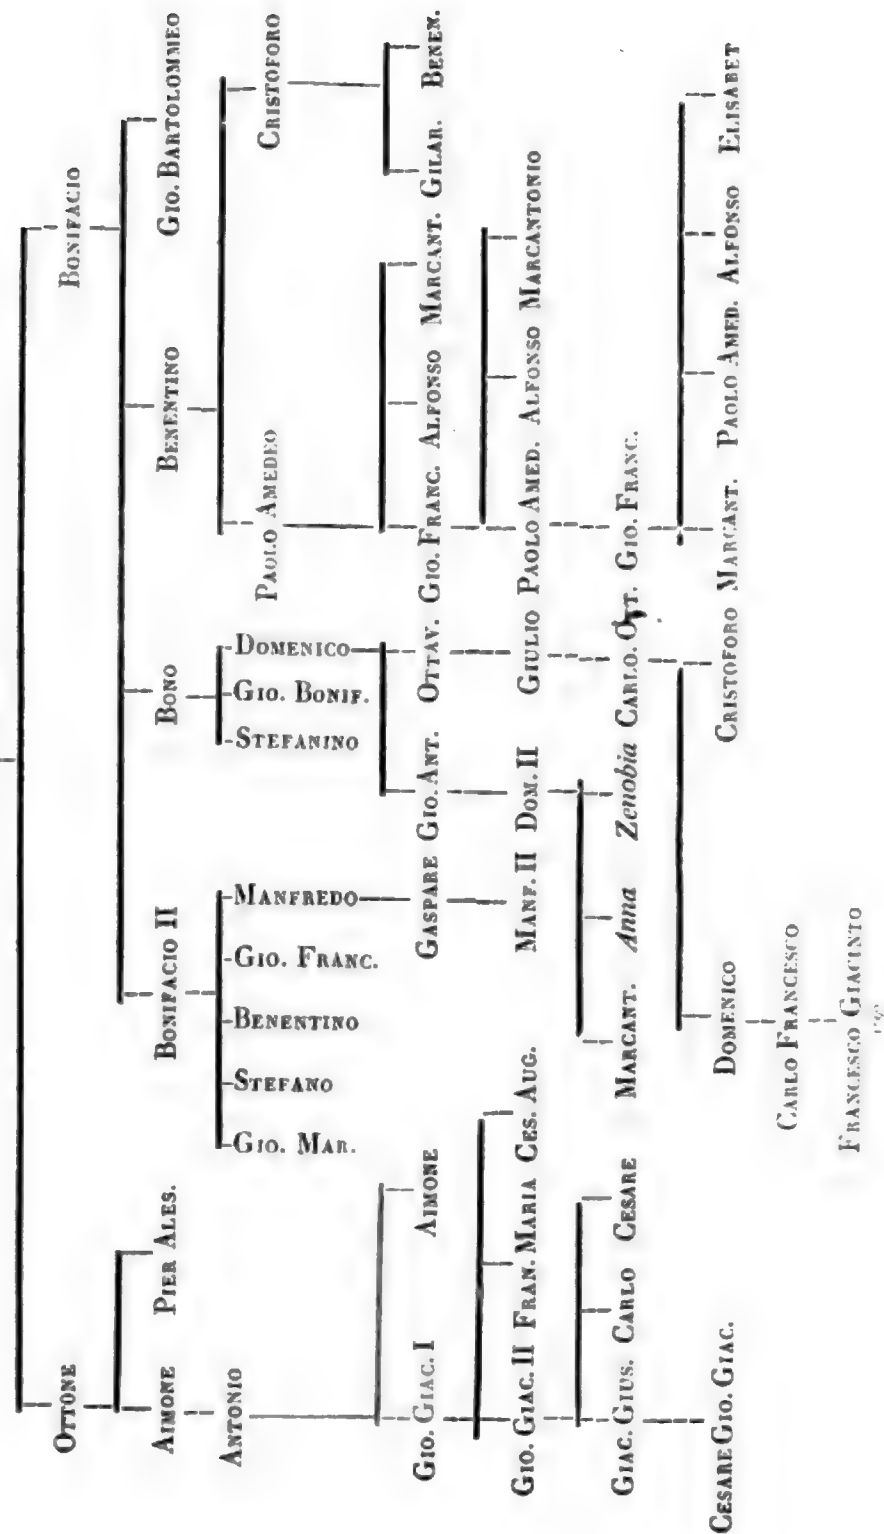 OTTONE BONIFACIO
AIMONE PIER ALES. BONIFACIO II BONO BENENTINO GIO. BARTOLOMMEO
ANTONIO
GIO. MAR.
STEFANO
BENENTINO
GIO. FRANC.
MANFREDO
STEFANINO
GIO. BONIF.
DOMENICO
PAOLO AMEDEO CRISTOFORO
GIO. GIAC. I AIMONE GASPARE GIO. ANT. OTTAV. GIO. FRANC. ALFONSO MARCANT. GILAR. BENEN.
GIO. GIAC. II FRAN. MARIA CES. AUG. MANF. II DOM. II GIULIO PAOLO AMED. ALFONSO MARCANTONIO
GIAC. GIUS. CARLO CESARE MARCANT. Anna Zenobia CARLO. OTT. GIO. FRANC.
CESARE GIO. GIAC. DOMENICO CRISTOFORO MARCANT. PAOLO AMED. ALFONSO ELISABET
CARLO FRANCESCO
FRANCESCO GIACINTO